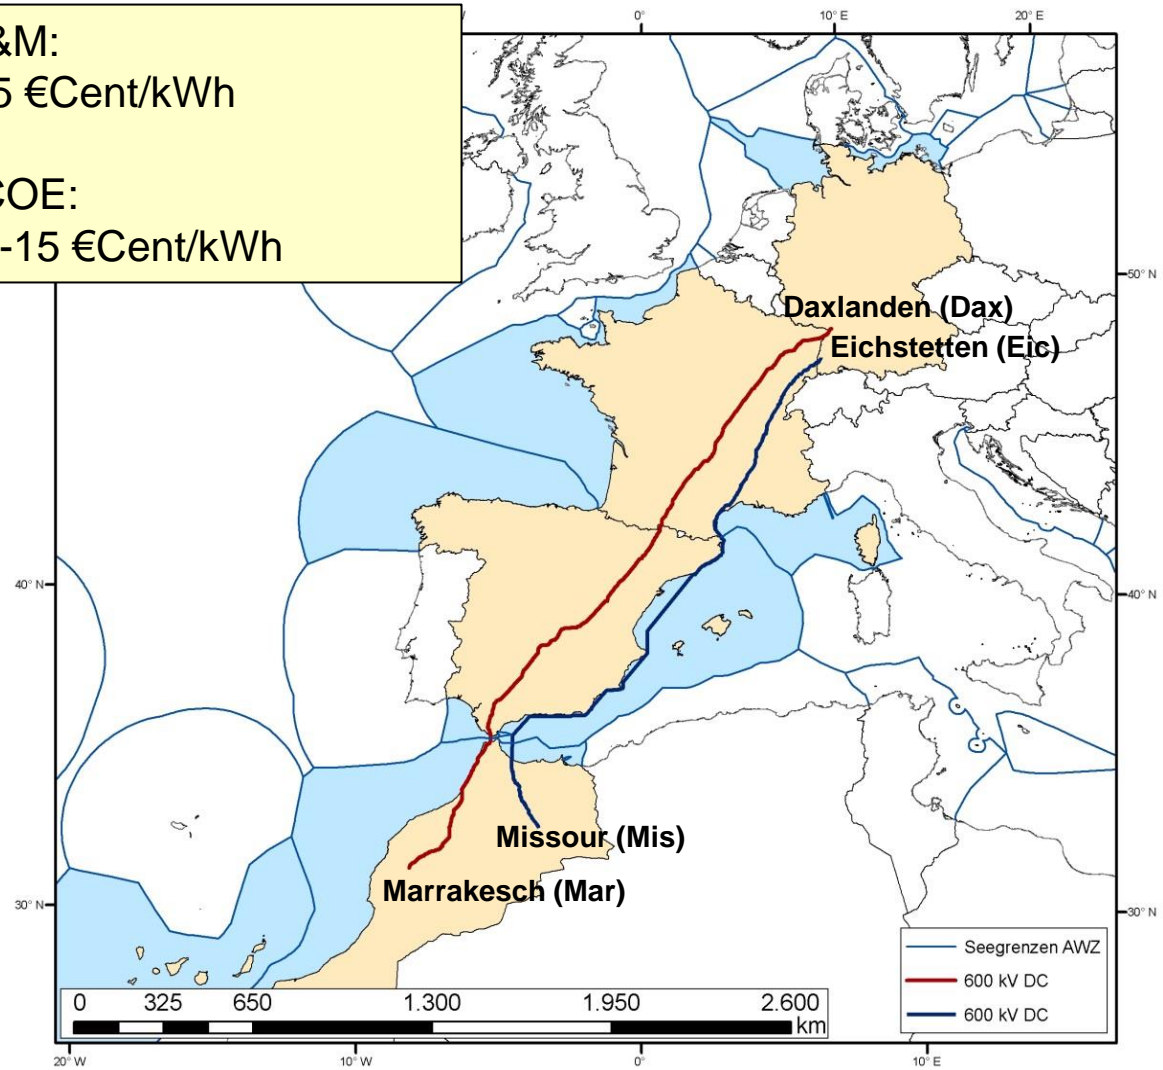 &M:
5 €Cent/kWh
COE:
-15 €Cent/kWh
0°
10° E
20° E
50° N
Daxlanden (Dax)
Eichstetten (Eic)
40° N
40° N
Missour (Mis)
Marrakesch (Mar)
30° N
30° N
Seegrenzen AWZ
600 kV DC
600 kV DC
0 325 650 1.300 1.950 2.600
km
20° W
10° W
0°
10° E